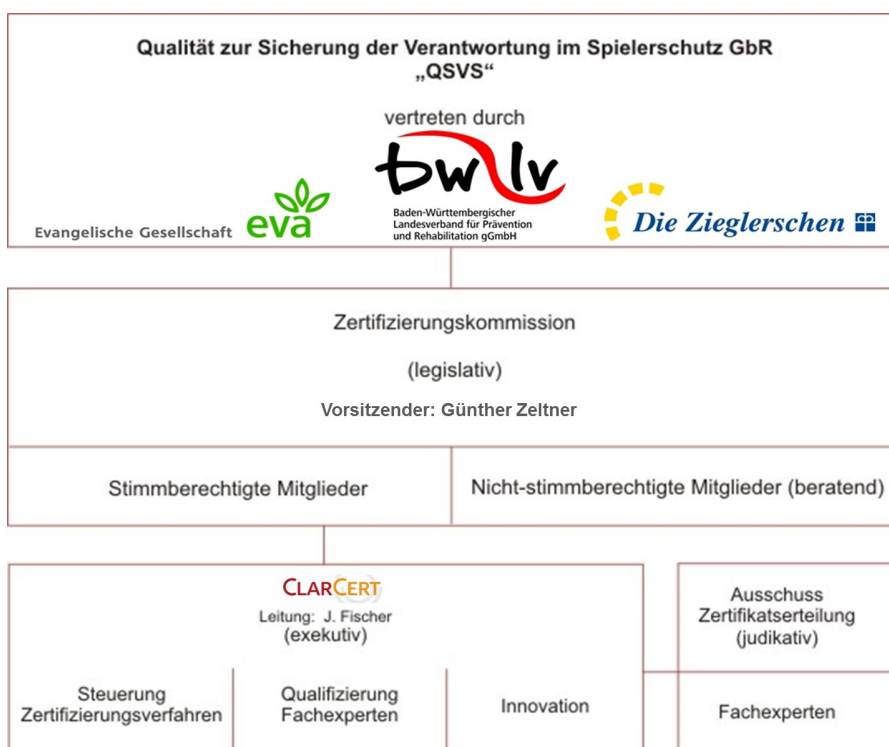 Qualität zur Sicherung der Verantwortung im Spielerschutz GbR
„QSVS“
vertreten durch
bw lv
Baden-Württembergischer
Landesverband für Prävention
und Rehabilitation gGmbH
Evangelische Gesellschaft eva
Die Zieglerschen
Zertifizierungskommission
(legislativ)
Vorsitzender: Günther Zeltner
Stimmberechtigte Mitglieder
Nicht-stimmberechtigte Mitglieder (beratend)
CLARCERT
Leitung: J. Fischer
(exekutiv)
Steuerung
Zertifizierungsverfahren
Qualifizierung
Fachexperten
Innovation
Ausschuss
Zertifikatserteilung
(judikativ)
Fachexperten